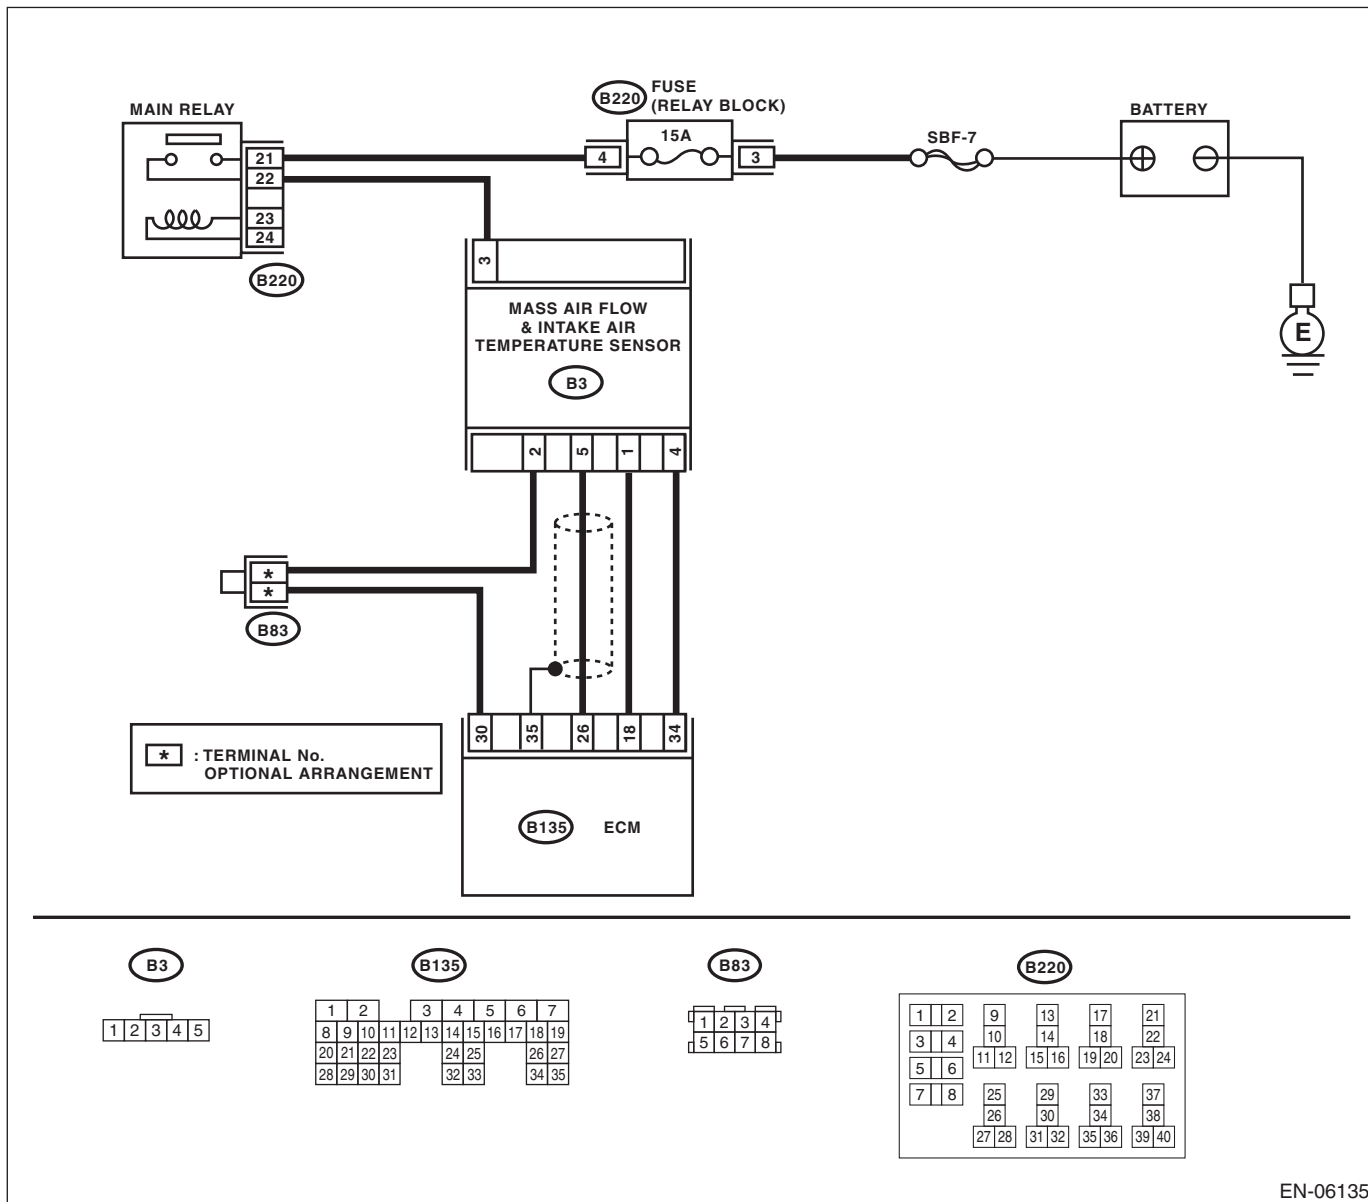 B220 FUSE
(RELAY BLOCK)
MAIN RELAY
BATTERY
15A
SBF-7
21
22
23
24
4
3
B220
3
E
MASS AIR FLOW
& INTAKE AIR
TEMPERATURE SENSOR
B3
2 5 1 4
*
*
B83
30 35 26 18 34
* : TERMINAL No.
OPTIONAL ARRANGEMENT
B135 ECM
B3
1 2 3 4 5
B135
1 2 3 4 5 6 7
8 9 10 11 12 13 14 15 16 17 18 19
20 21 22 23 24 25 26 27
28 29 30 31 32 33 34 35
B83
1 2 3 4
5 6 7 8
B220
1 2 9 13 17 21
3 4 10 14 18 22
11 12 15 16 19 20 23 24
5 6
7 8 25 29 33 37
26 30 34 38
27 28 31 32 35 36 39 40
EN-06135